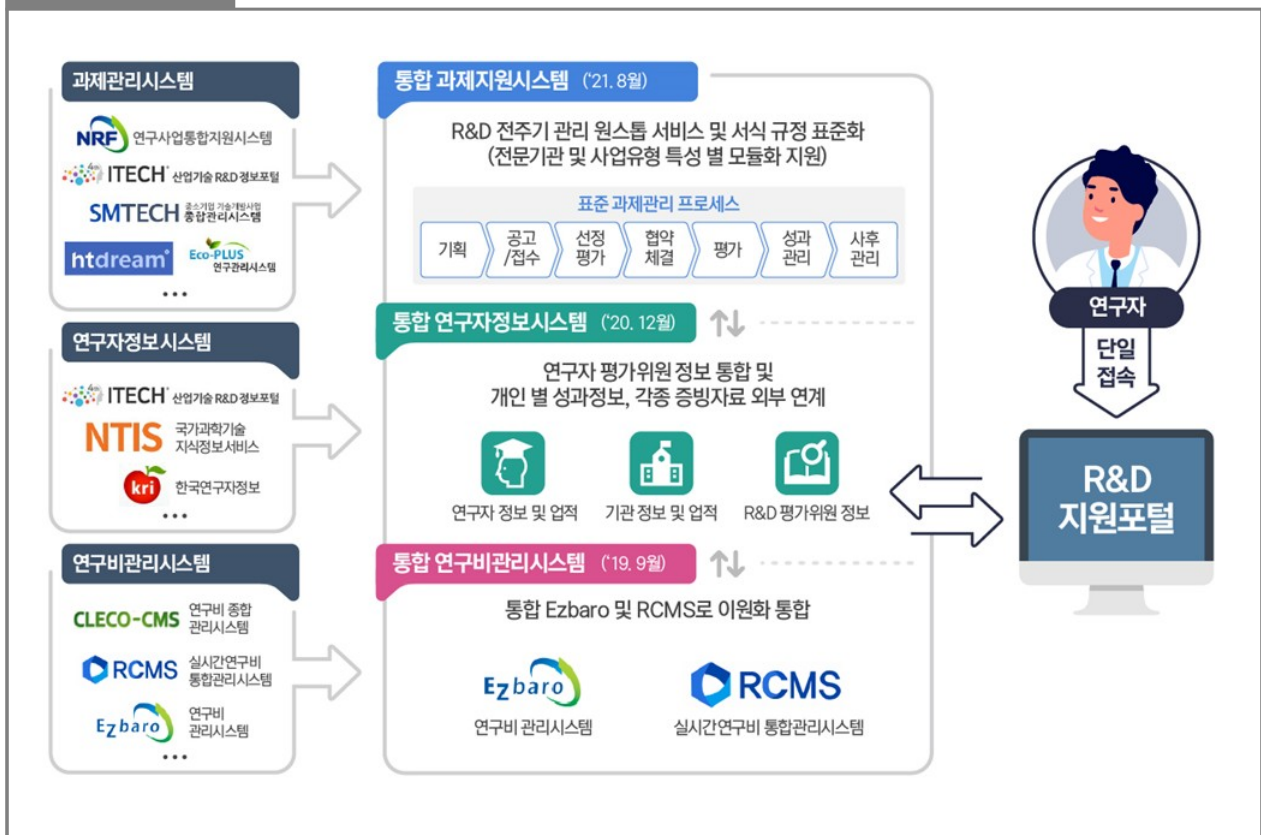 과제관리시스템
NRF 연구사업통합지원시스템
ITECH 산업기술 R&D 정보포털
SMTECH 중소기업 기술개발사업
종합관리시스템
htdream
Eco-PLUS
연구관리시스템
•••
연구자정보시스템
ITECH 산업기술 R&D 정보포털
NTIS 국가과학기술
지식정보서비스
kri 한국연구자정보
•••
연구비관리시스템
CLECO-CMS 연구비 종합
관리시스템
RCMS 실시간연구비
통합관리시스템
Ezbaro 연구비
관리시스템
•••
통합 과제지원시스템 ('21. 8월)
R&D 전주기 관리 원스톱 서비스 및 서식 규정 표준화
(전문기관 및 사업유형 특성 별 모듈화 지원)
표준 과제관리 프로세스
기획
공고
/접수
선정
평가
협약
체결
평가
성과
관리
사후
관리
통합 연구자정보시스템 ('20. 12월)
연구자 평가위원 정보 통합 및
개인 별 성과정보, 각종 증빙자료 외부 연계
연구자 정보 및 업적
기관 정보 및 업적
R&D 평가위원 정보
통합 연구비관리시스템 ('19. 9월)
통합 Ezbaro 및 RCMS로 이원화 통합
Ezbaro
연구비 관리시스템
RCMS
실시간연구비 통합관리시스템
연구자
단일
접속
R&D
지원포털